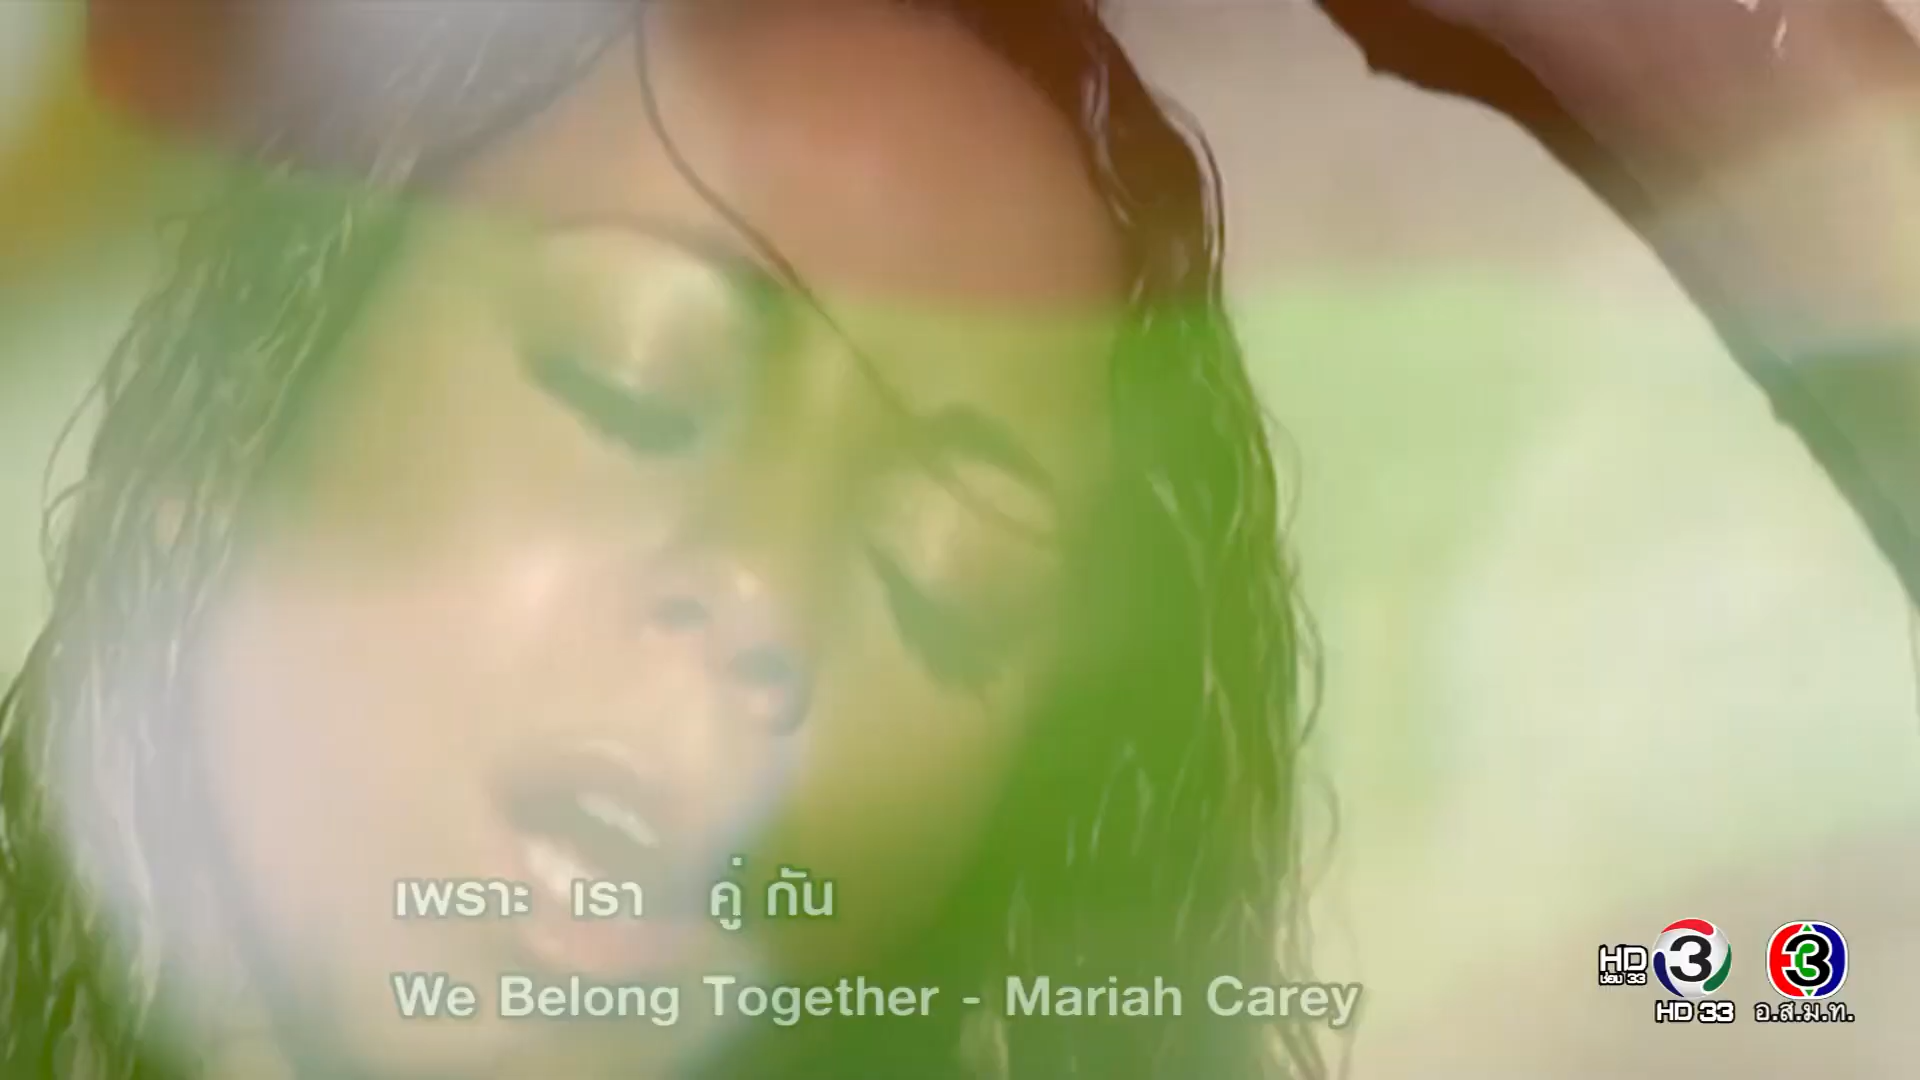 เพราะ เรา คู่ กัน
We Belong Together - Mariah Carey
HD 3 3
ช่อง 33
HD 33 อ.ส.ม.ท.